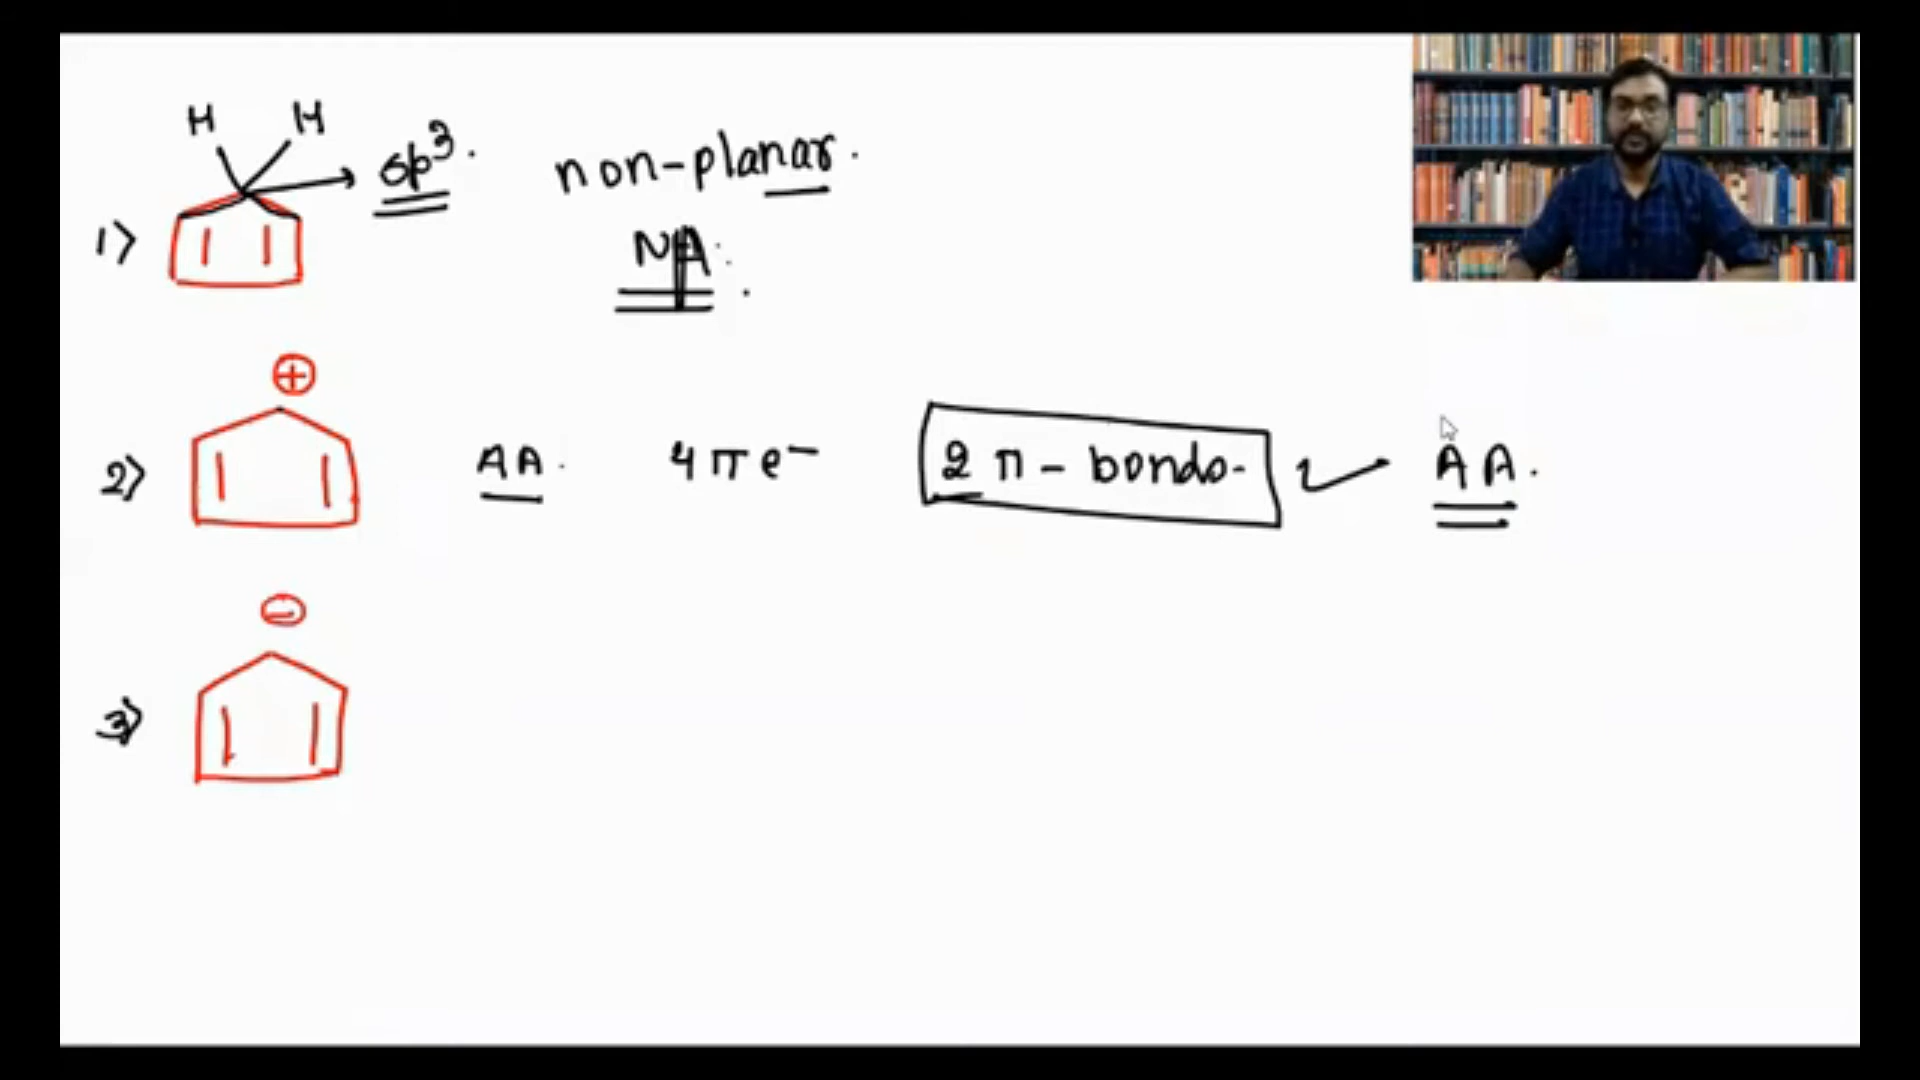 H H
sp³.
non-planar.
1)
NA.
⊕
2)
AA.
4πe⁻
2π-bonds.
AA.
⊖
3)